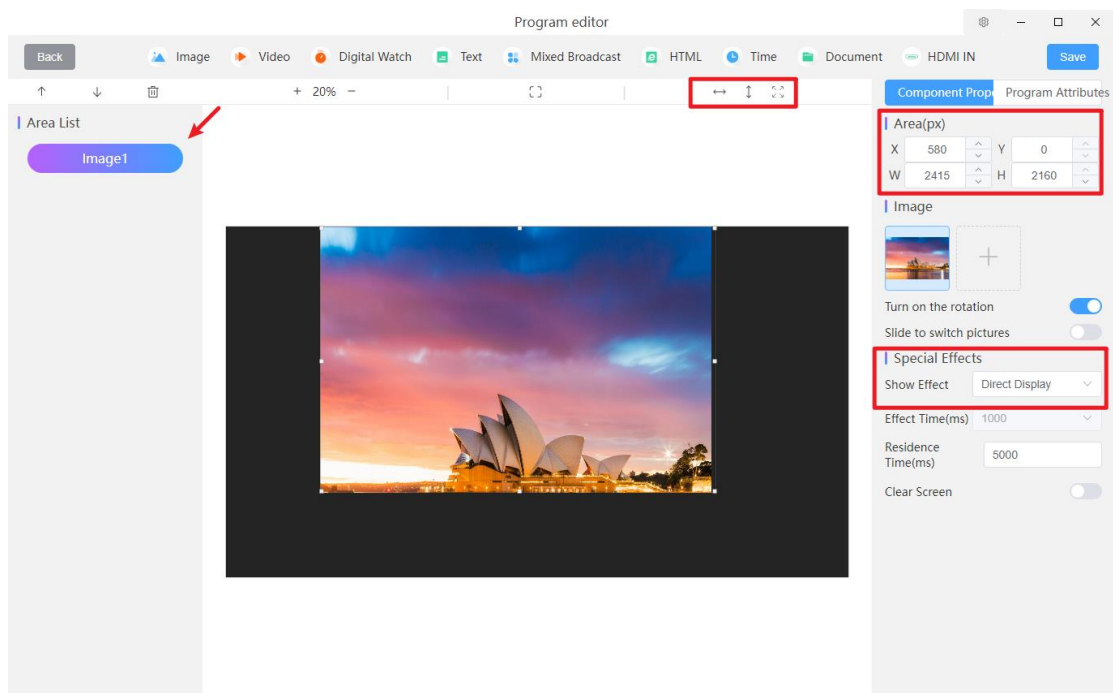 Program editor
Back Image Video Digital Watch Text Mixed Broadcast HTML Time Document HDMI IN Save
+ 20% − Component Prope Program Attributes
Area List
Image1
Area(px)
X 580 Y 0
W 2415 H 2160
Image
Turn on the rotation
Slide to switch pictures
Special Effects
Show Effect Direct Display
Effect Time(ms) 1000
Residence
Time(ms) 5000
Clear Screen